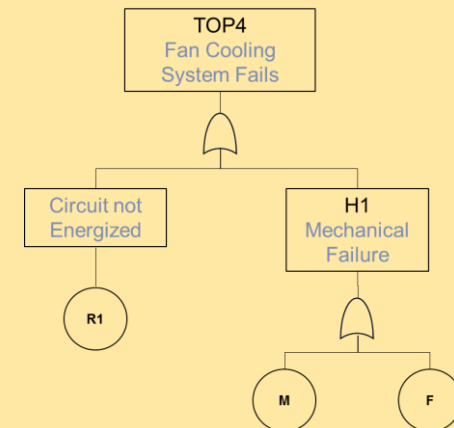 TOP4
Fan Cooling
System Fails
Circuit not
Energized
H1
Mechanical
Failure
R1
M
F